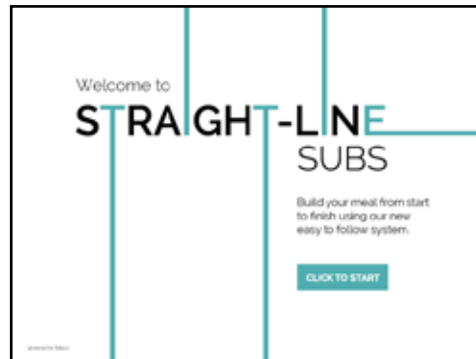 Welcome to
STRAIGHT-LINE
SUBS
Build your meal from start
to finish using our new
easy to follow system.
CLICK TO START